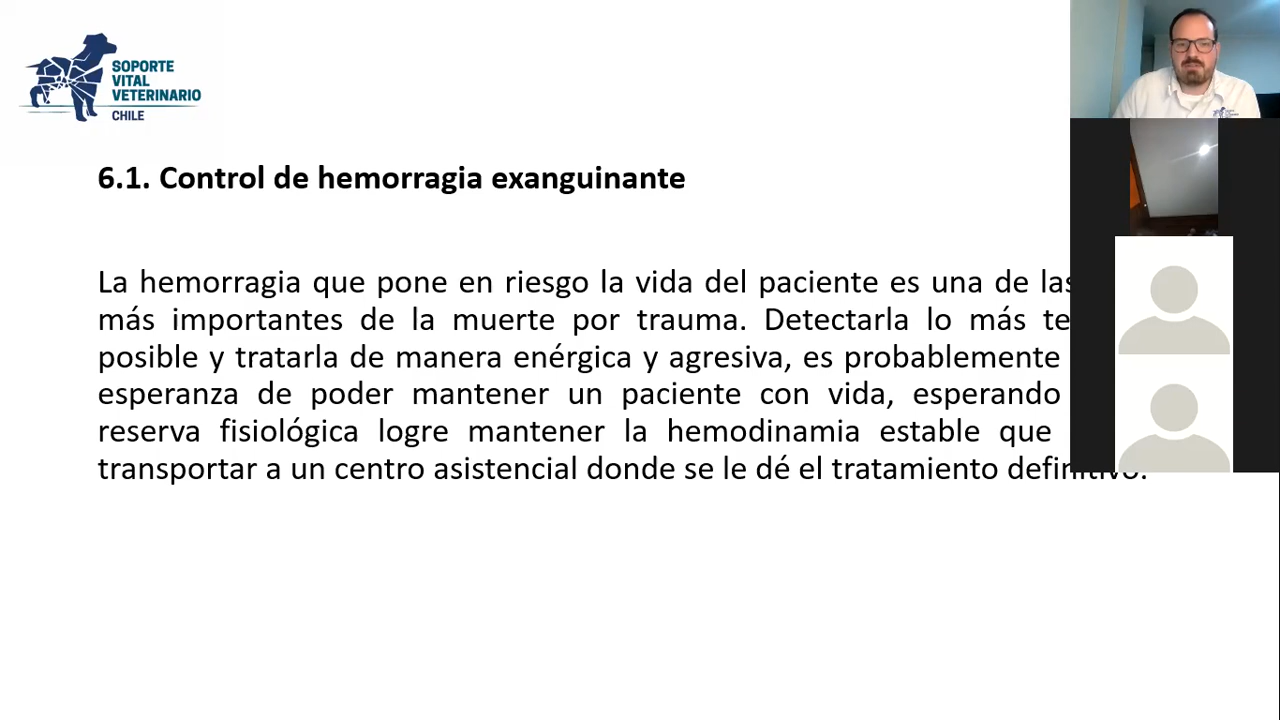 SOPORTE
VITAL
VETERINARIO
CHILE
6.1. Control de hemorragia exanguinante
La hemorragia que pone en riesgo la vida del paciente es una de las
más importantes de la muerte por trauma. Detectarla lo más
posible y tratarla de manera enérgica y agresiva, es probablemente
esperanza de poder mantener un paciente con vida, esperando
reserva fisiológica logre mantener la hemodinamia estable que
transportar a un centro asistencial donde se le dé el tratamiento definitivo.